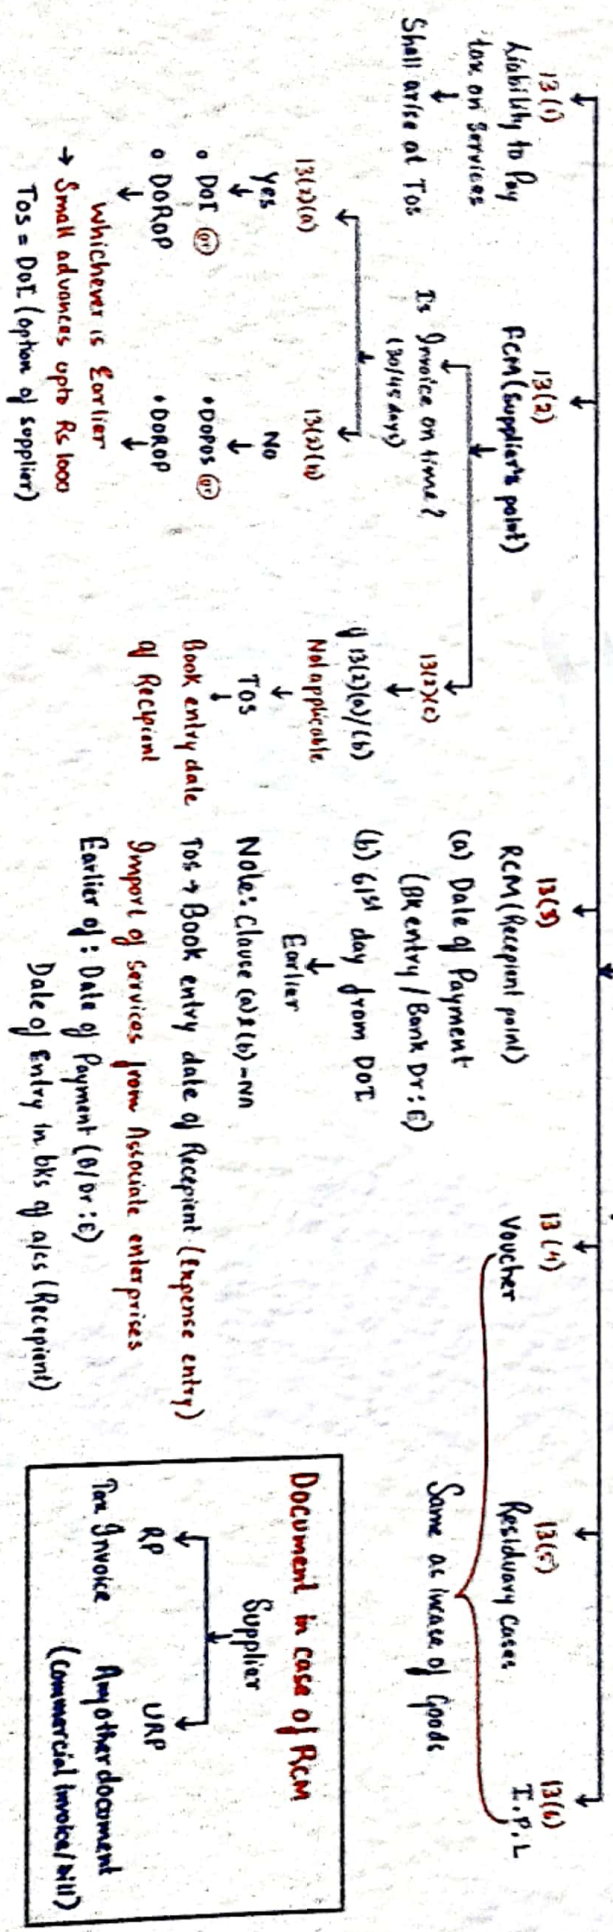 13(1)
Liability to Pay
tax on Services
Shall arise at Tos
13(2)
FCM (Supplier's point)
Is Invoice on time?
(30/45 days)
13(2)(a)
Yes
• DOI (or)
• DOROP
Whichever is Earlier
→ Small advances upto Rs 1000
Tos = DOI (option of supplier)
13(2)(b)
NO
• DOPOS (or)
• DOROP
13(2)(c)
if 13(2)(a)/(b)
Not applicable
Tos
Book entry date
of Recipient
13(3)
RCM (Recepient point)
(a) Date of Payment
(BK entry / Bank Dr : E)
(b) 61st day from DOI
Earlier
Note: Clause (a) & (b) - NA
Tos → Book entry date of Recepient (Expense entry)
Import of Services from Associate enterprises
Earlier of : Date of Payment (B/Dr : E)
Date of Entry in bks of a/cs (Recepient)
13(4)
Voucher
13(5)
Residuary Cases
13(6)
I.P.L
Same as incase of Goods
Document in case of RCM
Supplier
RP
Tax Invoice
URP
Any other document
(Commercial Invoice/bill)